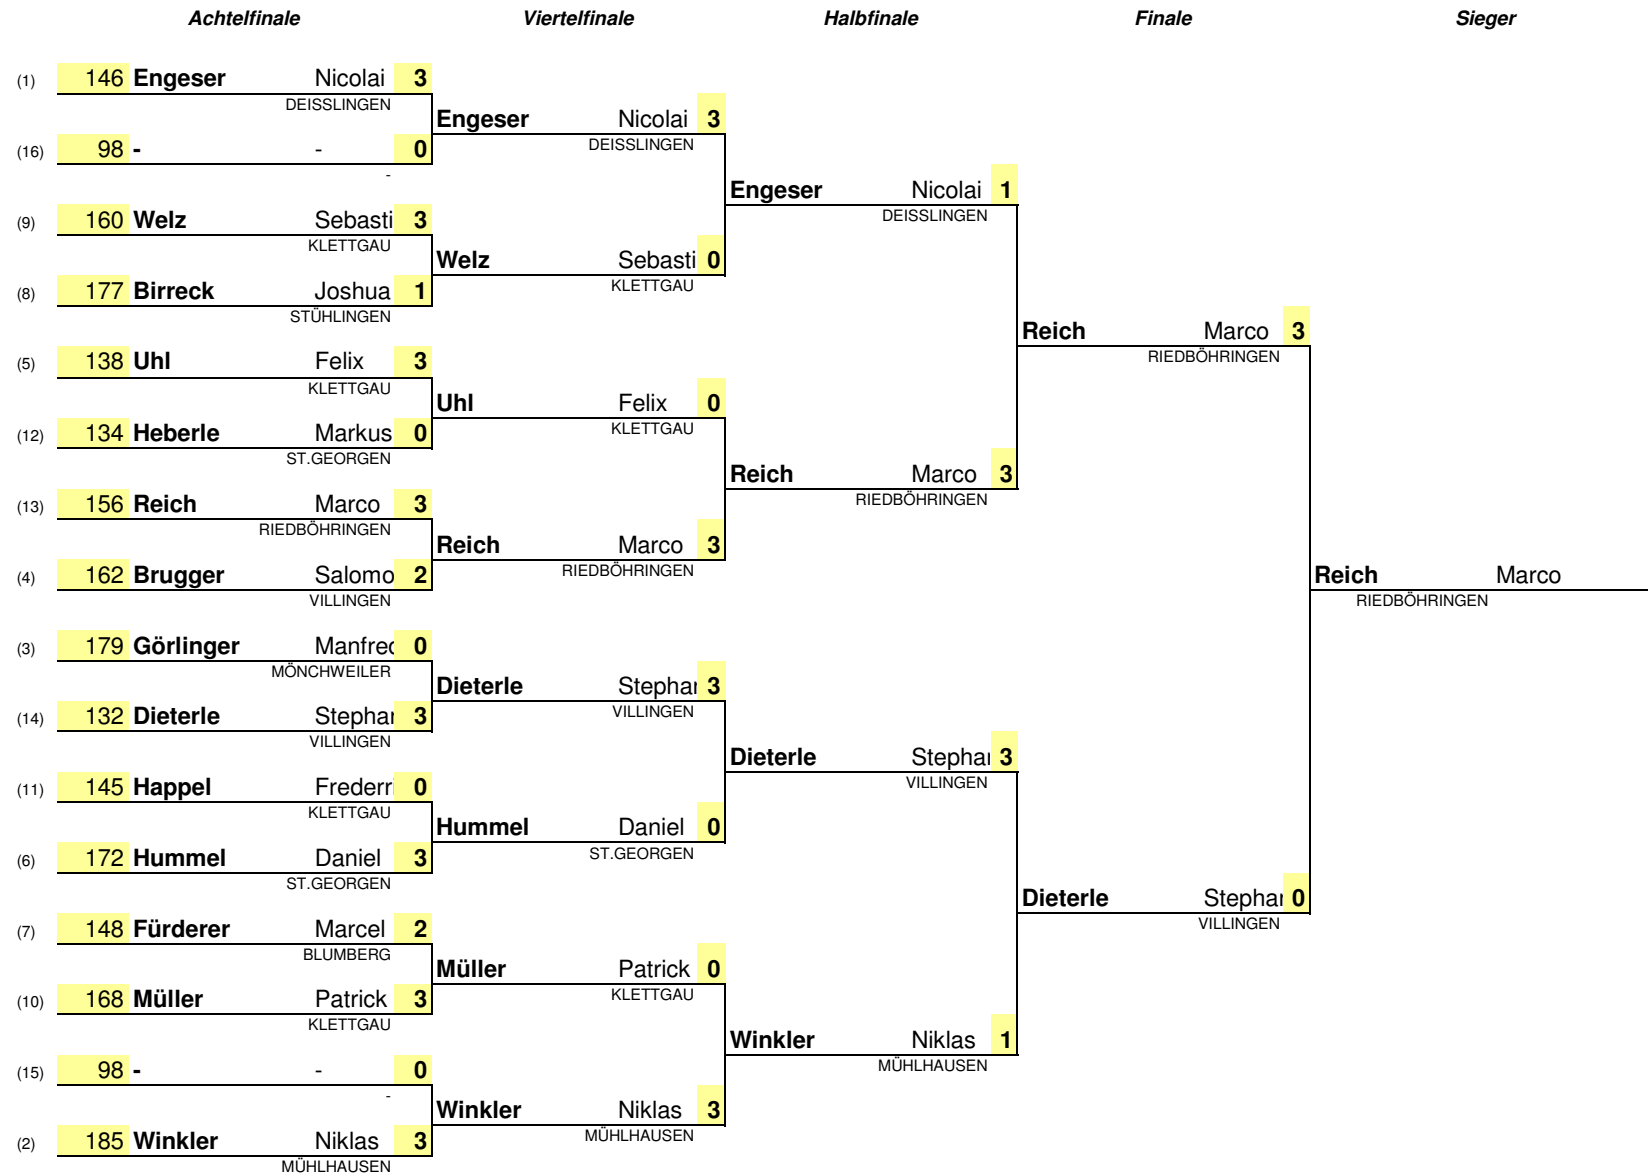 Achtelfinale Viertelfinale Halbfinale Finale Sieger
(1) 146 Engeser Nicolai 3
DEISSLINGEN
Engeser Nicolai 3
DEISSLINGEN
(16) 98 - - 0
-
Engeser Nicolai 1
DEISSLINGEN
(9) 160 Welz Sebasti 3
KLETTGAU
Welz Sebasti 0
KLETTGAU
(8) 177 Birreck Joshua 1
STÜHLINGEN
Reich Marco 3
RIEDBÖHRINGEN
(5) 138 Uhl Felix 3
KLETTGAU
Uhl Felix 0
KLETTGAU
(12) 134 Heberle Markus 0
ST.GEORGEN
Reich Marco 3
RIEDBÖHRINGEN
(13) 156 Reich Marco 3
RIEDBÖHRINGEN
Reich Marco 3
RIEDBÖHRINGEN
(4) 162 Brugger Salomo 2
VILLINGEN
Reich Marco
RIEDBÖHRINGEN
(3) 179 Görlinger Manfred 0
MÖNCHWEILER
Dieterle Stephan 3
VILLINGEN
(14) 132 Dieterle Stephan 3
VILLINGEN
Dieterle Stephan 3
VILLINGEN
(11) 145 Happel Frederri 0
KLETTGAU
Hummel Daniel 0
ST.GEORGEN
(6) 172 Hummel Daniel 3
ST.GEORGEN
Dieterle Stephan 0
VILLINGEN
(7) 148 Fürderer Marcel 2
BLUMBERG
Müller Patrick 0
KLETTGAU
(10) 168 Müller Patrick 3
KLETTGAU
Winkler Niklas 1
MÜHLHAUSEN
(15) 98 - - 0
-
Winkler Niklas 3
MÜHLHAUSEN
(2) 185 Winkler Niklas 3
MÜHLHAUSEN